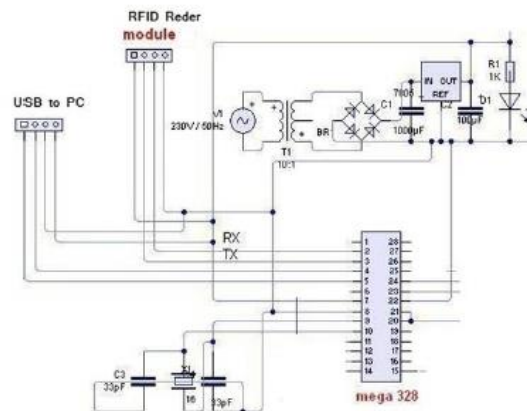 RFID Reder
module
USB to PC
V1
230V / 50Hz
T1
10:1
BR
C1
1000µF
7805
IN OUT
REF
C2
100µF
D1
R1
1K
RX
TX
1 28
2 27
3 26
4 25
5 24
6 23
7 22
8 21
9 20
10 19
11 18
12 17
13 16
14 15
mega 328
C3
33pF
X1
16
33pF